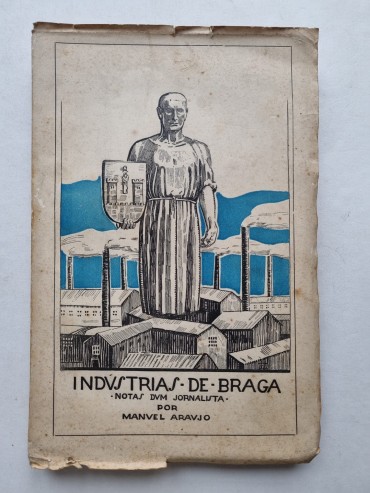 INDVSTRIAS · DE · BRAGA
· NOTAS DVM JORNALISTA ·
POR
MANVEL ARAVJO